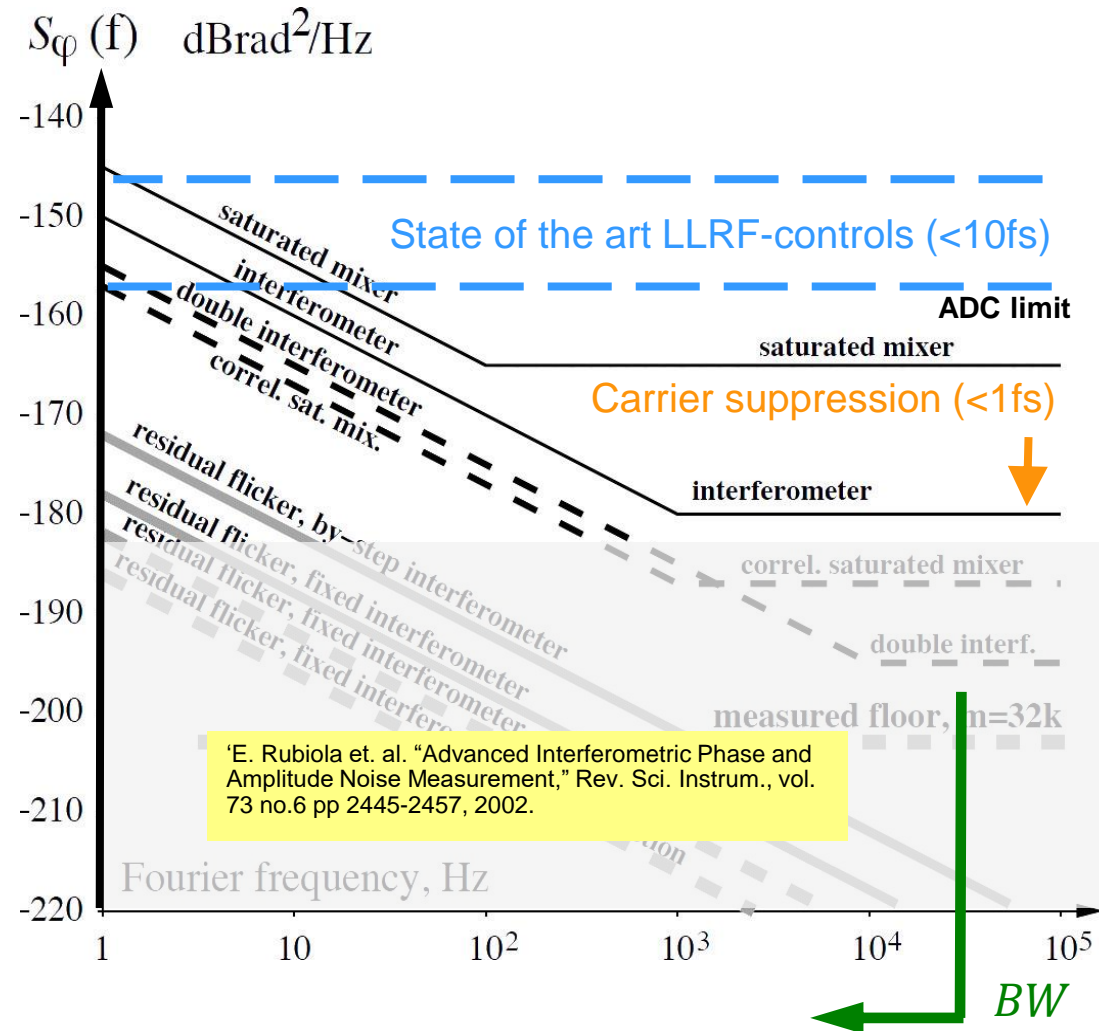 Sφ (f) dBrad²/Hz
-140
-150
-160
-170
-180
-190
-200
-210
-220
State of the art LLRF-controls (<10fs)
saturated mixer
interferometer
ADC limit
double interferometer
saturated mixer
correl. sat. mix.
Carrier suppression (<1fs)
residual flicker, by-step interferometer
interferometer
residual flicker, fixed interferometer
residual flicker, fixed interferometer
residual flicker, fixed
correl. saturated mixer
double interf.
measured floor, m=32k
‘E. Rubiola et. al. “Advanced Interferometric Phase and
Amplitude Noise Measurement,” Rev. Sci. Instrum., vol.
73 no.6 pp 2445-2457, 2002.
Fourier frequency, Hz
1 10 10² 10³ 10⁴ 10⁵
BW